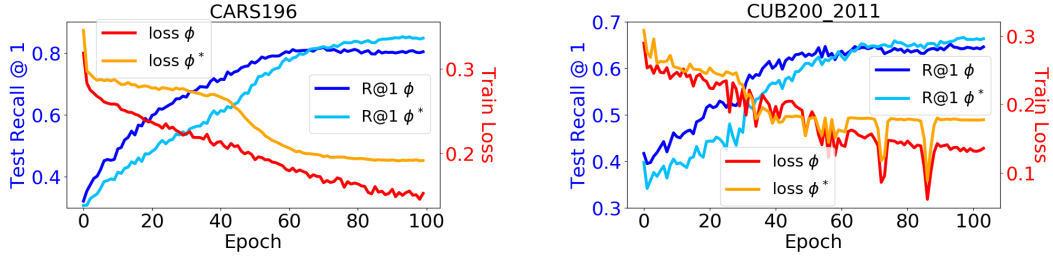 CARS196
Test Recall @ 1
0.8
0.6
0.4
loss ϕ
loss ϕ*
R@1 ϕ
R@1 ϕ*
0.3
0.2
Train Loss
0 20 40 60 80 100
Epoch
CUB200_2011
Test Recall @ 1
0.7
0.6
0.5
0.4
0.3
R@1 ϕ
R@1 ϕ*
loss ϕ
loss ϕ*
0.3
0.2
0.1
Train Loss
0 20 40 60 80 100
Epoch